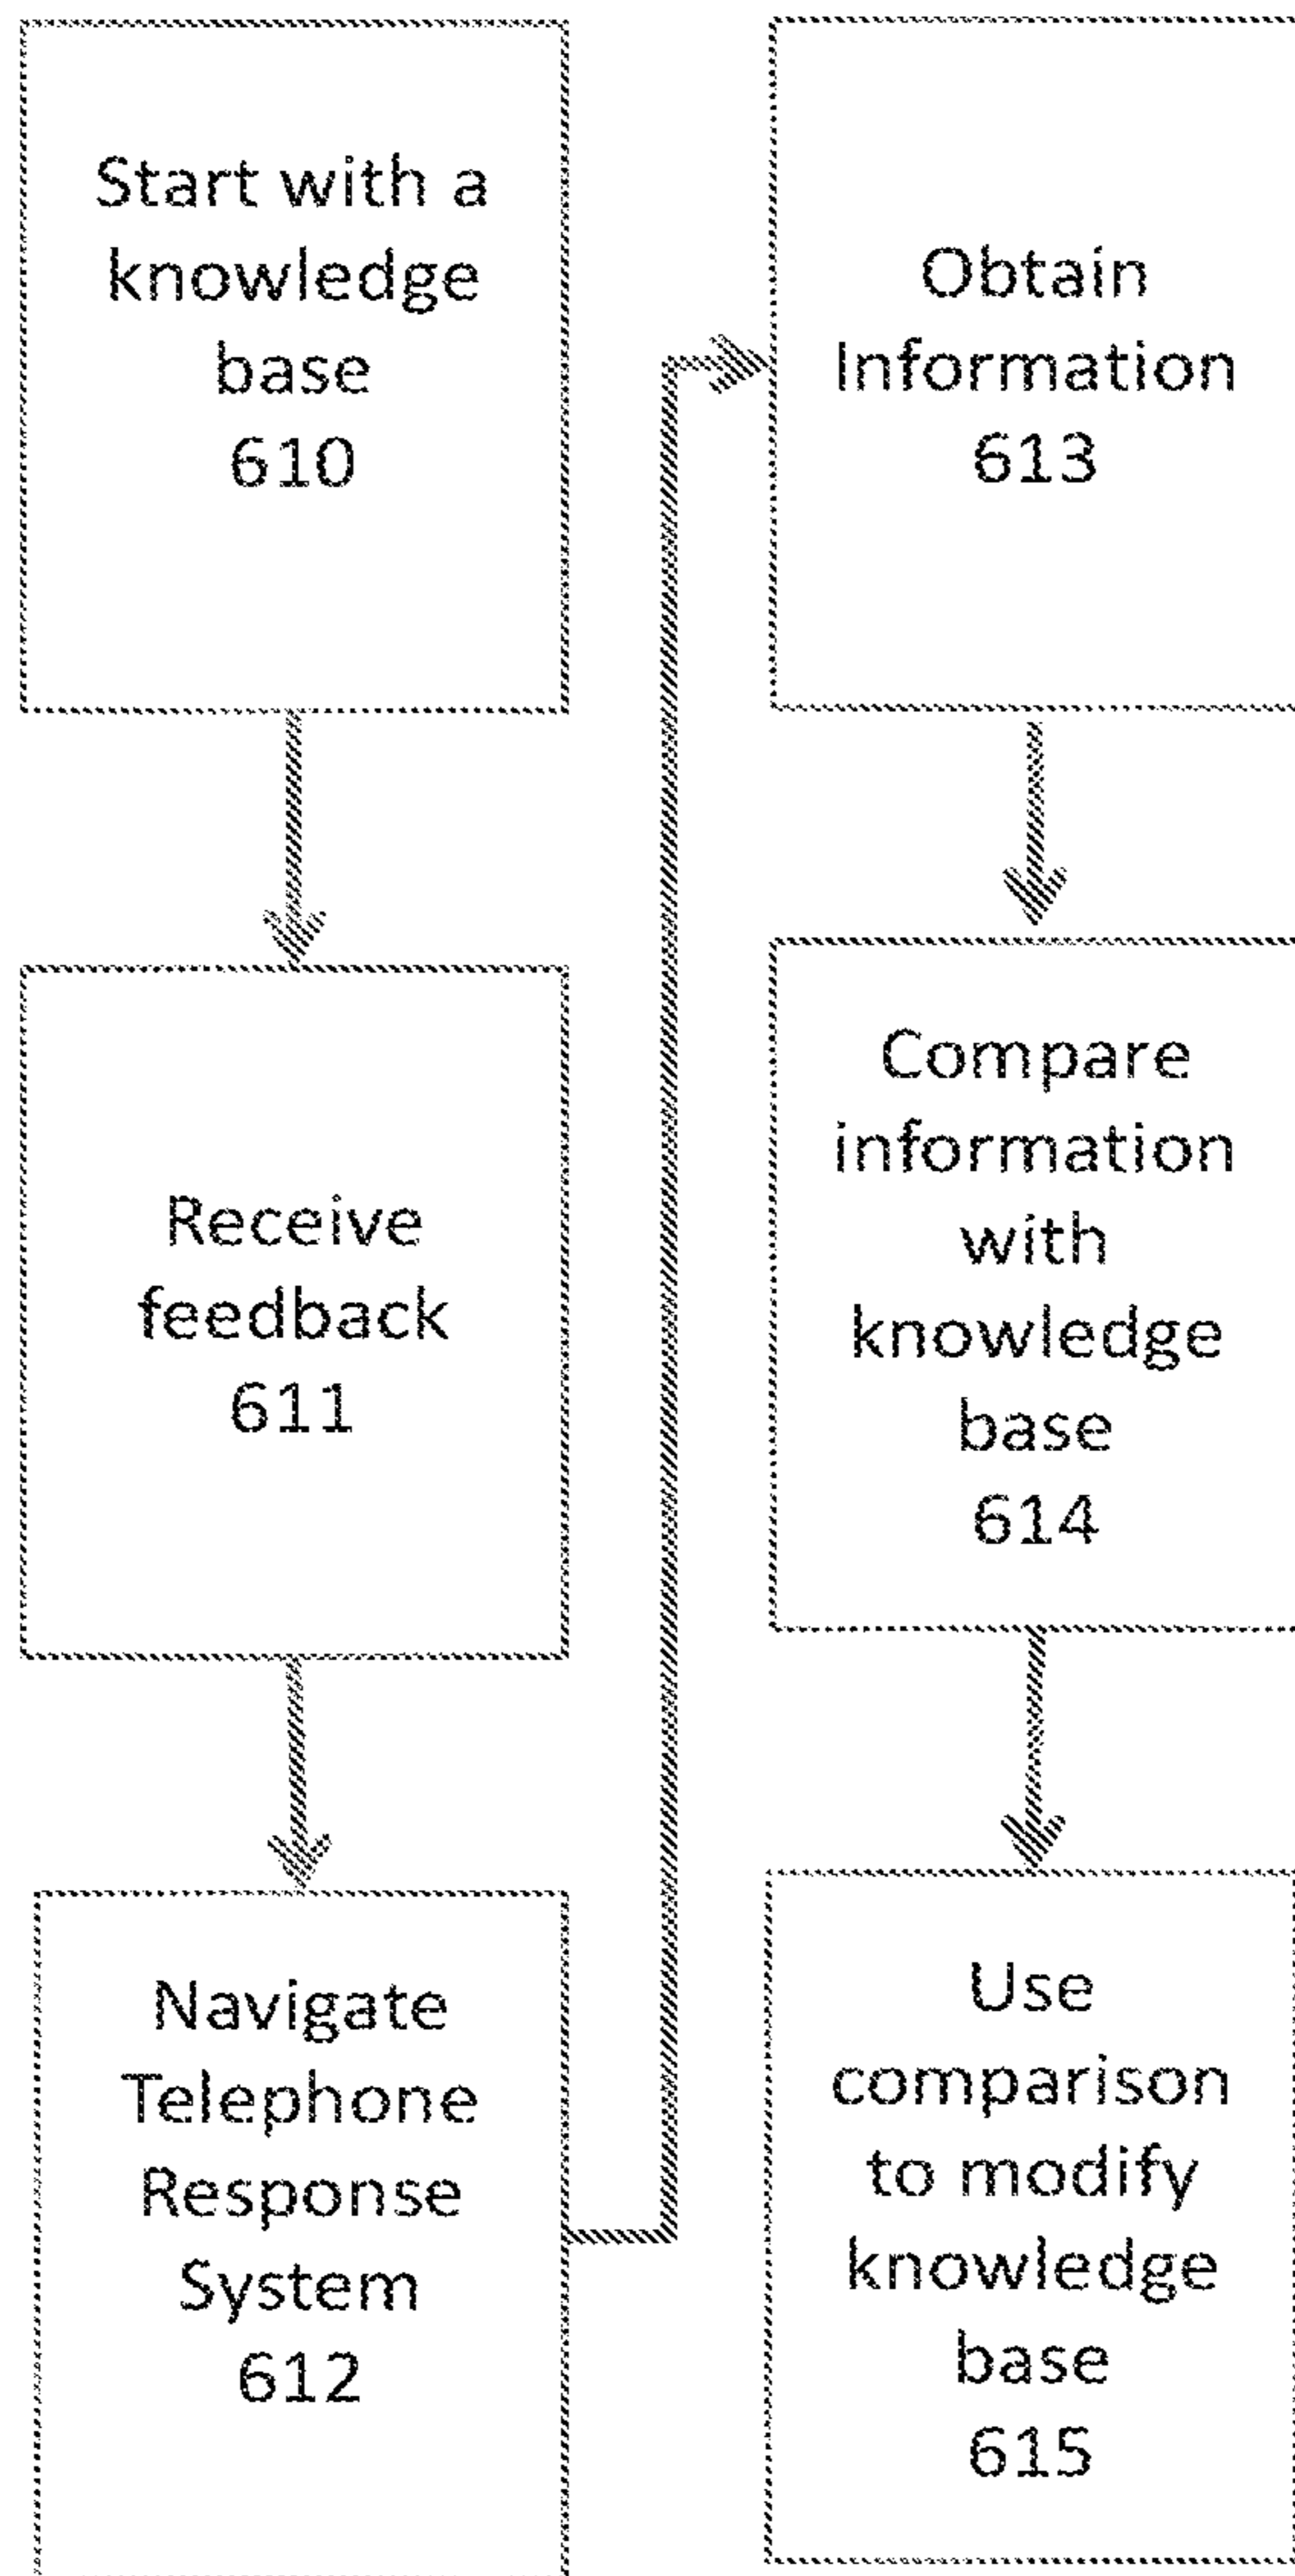 Start with a
knowledge
base
610
Receive
feedback
611
Navigate
Telephone
Response
System
612
Obtain
Information
613
Compare
information
with
knowledge
base
614
Use
comparison
to modify
knowledge
base
615